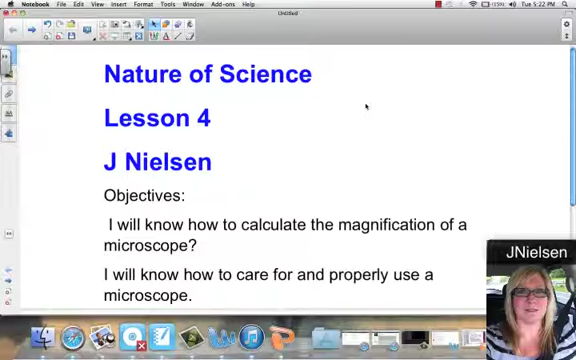 Notebook File Edit View Insert Format Tools Window Add-ons Help Tue 5:22 PM
Untitled
Nature of Science
Lesson 4
J Nielsen
Objectives:
I will know how to calculate the magnification of a
microscope?
JNielsen
I will know how to care for and properly use a
microscope.